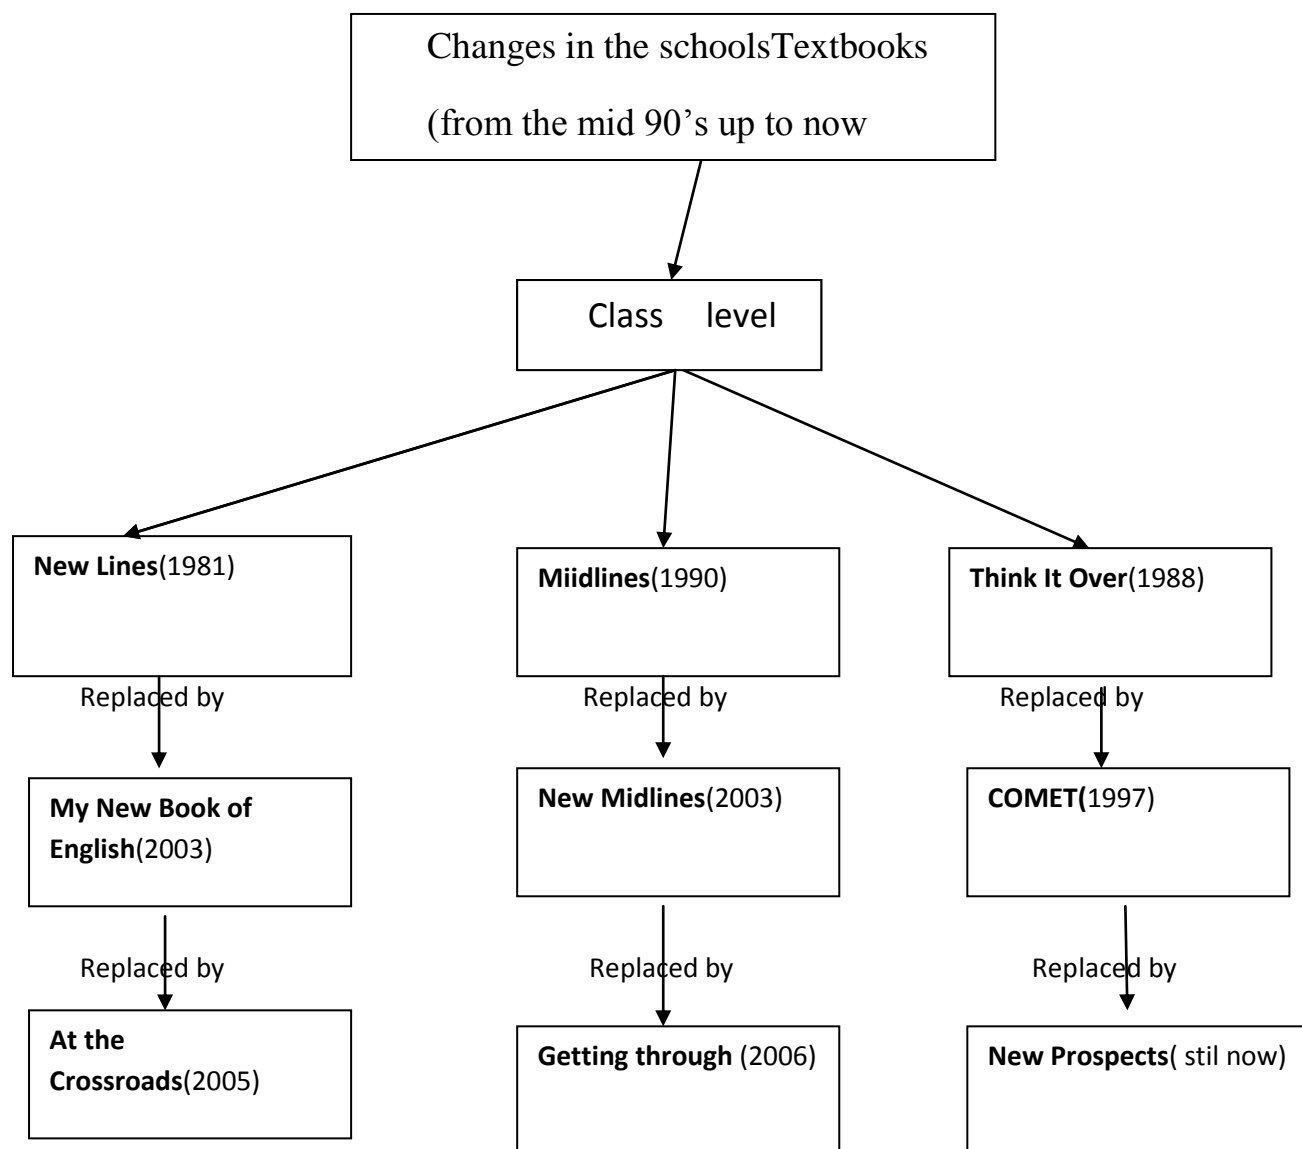 Changes in the schoolsTextbooks
(from the mid 90’s up to now
Class level
New Lines(1981)
Miidlines(1990)
Think It Over(1988)
Replaced by
Replaced by
Replaced by
My New Book of
English(2003)
New Midlines(2003)
COMET(1997)
Replaced by
Replaced by
Replaced by
At the
Crossroads(2005)
Getting through (2006)
New Prospects( stil now)